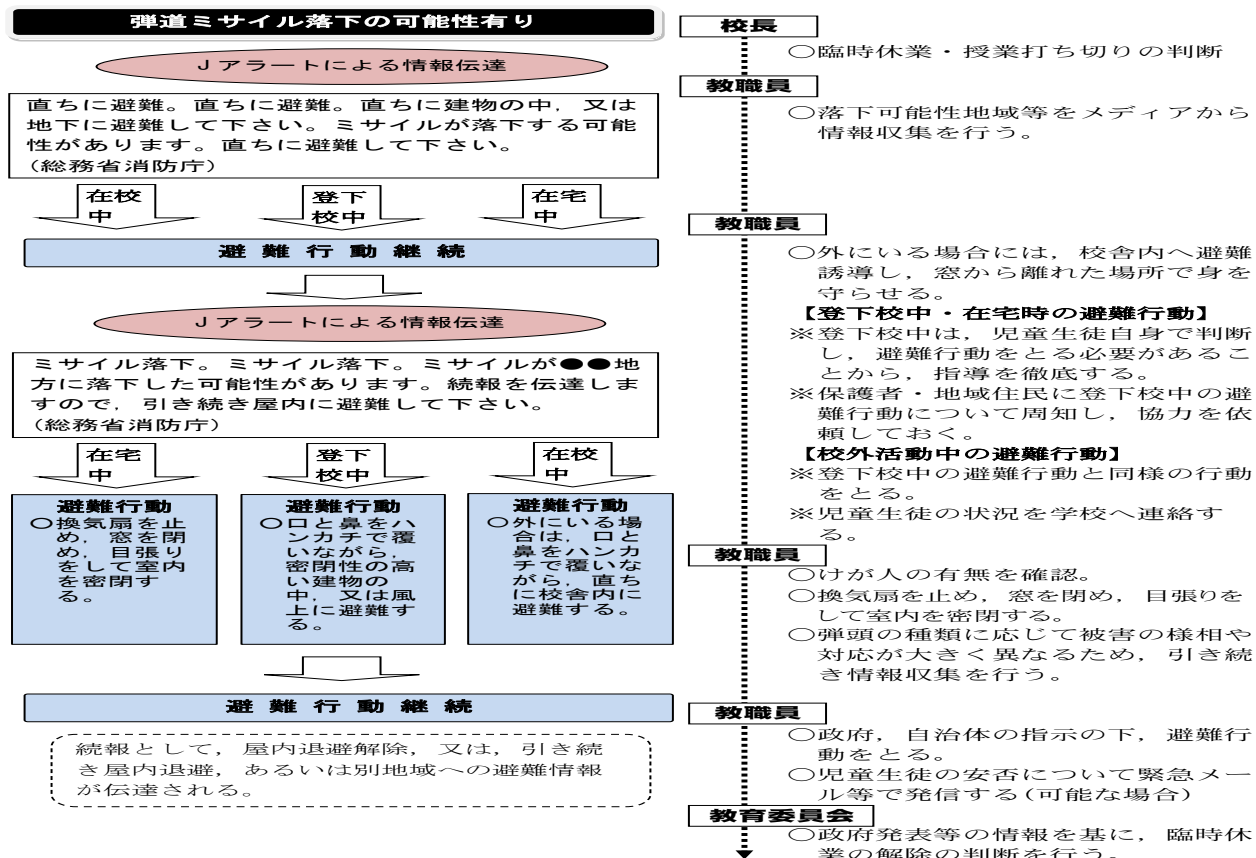 弾道ミサイル落下の可能性有り
Jアラートによる情報伝達
直ちに避難。直ちに避難。直ちに建物の中，又は
地下に避難して下さい。ミサイルが落下する可能
性があります。直ちに避難して下さい。
(総務省消防庁)
在校
中
登下
校中
在宅
中
避難行動継続
Jアラートによる情報伝達
ミサイル落下。ミサイル落下。ミサイルが●●地
方に落下した可能性があります。続報を伝達しま
すので，引き続き屋内に避難して下さい。
(総務省消防庁)
在宅
中
登下
校中
在校
中
避難行動
○換気扇を止
め，窓を閉
め，目張り
をして室内
を密閉す
る。
避難行動
○口と鼻をハ
ンカチで覆
いながら，
密閉性の高
い建物の
中，又は風
上に避難す
る。
避難行動
○外にいる場
合は，口と
鼻をハンカ
チで覆いな
がら，直ち
に校舎内に
避難する。
避難行動継続
続報として，屋内退避解除，又は，引き続
き屋内退避，あるいは別地域への避難情報
が伝達される。
校長
○臨時休業・授業打ち切りの判断
教職員
○落下可能性地域等をメディアから
情報収集を行う。
教職員
○外にいる場合には，校舎内へ避難
誘導し，窓から離れた場所で身を
守らせる。
【登下校中・在宅時の避難行動】
※登下校中は，児童生徒自身で判断
し，避難行動をとる必要があるこ
とから，指導を徹底する。
※保護者・地域住民に登下校中の避
難行動について周知し，協力を依
頼しておく。
【校外活動中の避難行動】
※登下校中の避難行動と同様の行動
をとる。
※児童生徒の状況を学校へ連絡す
る。
教職員
○けが人の有無を確認。
○換気扇を止め，窓を閉め，目張りを
して室内を密閉する。
○弾頭の種類に応じて被害の様相や
対応が大きく異なるため，引き続
き情報収集を行う。
教職員
○政府，自治体の指示の下，避難行
動をとる。
○児童生徒の安否について緊急メー
ル等で発信する(可能な場合)
教育委員会
○政府発表等の情報を基に，臨時休
業の解除の判断を行う。